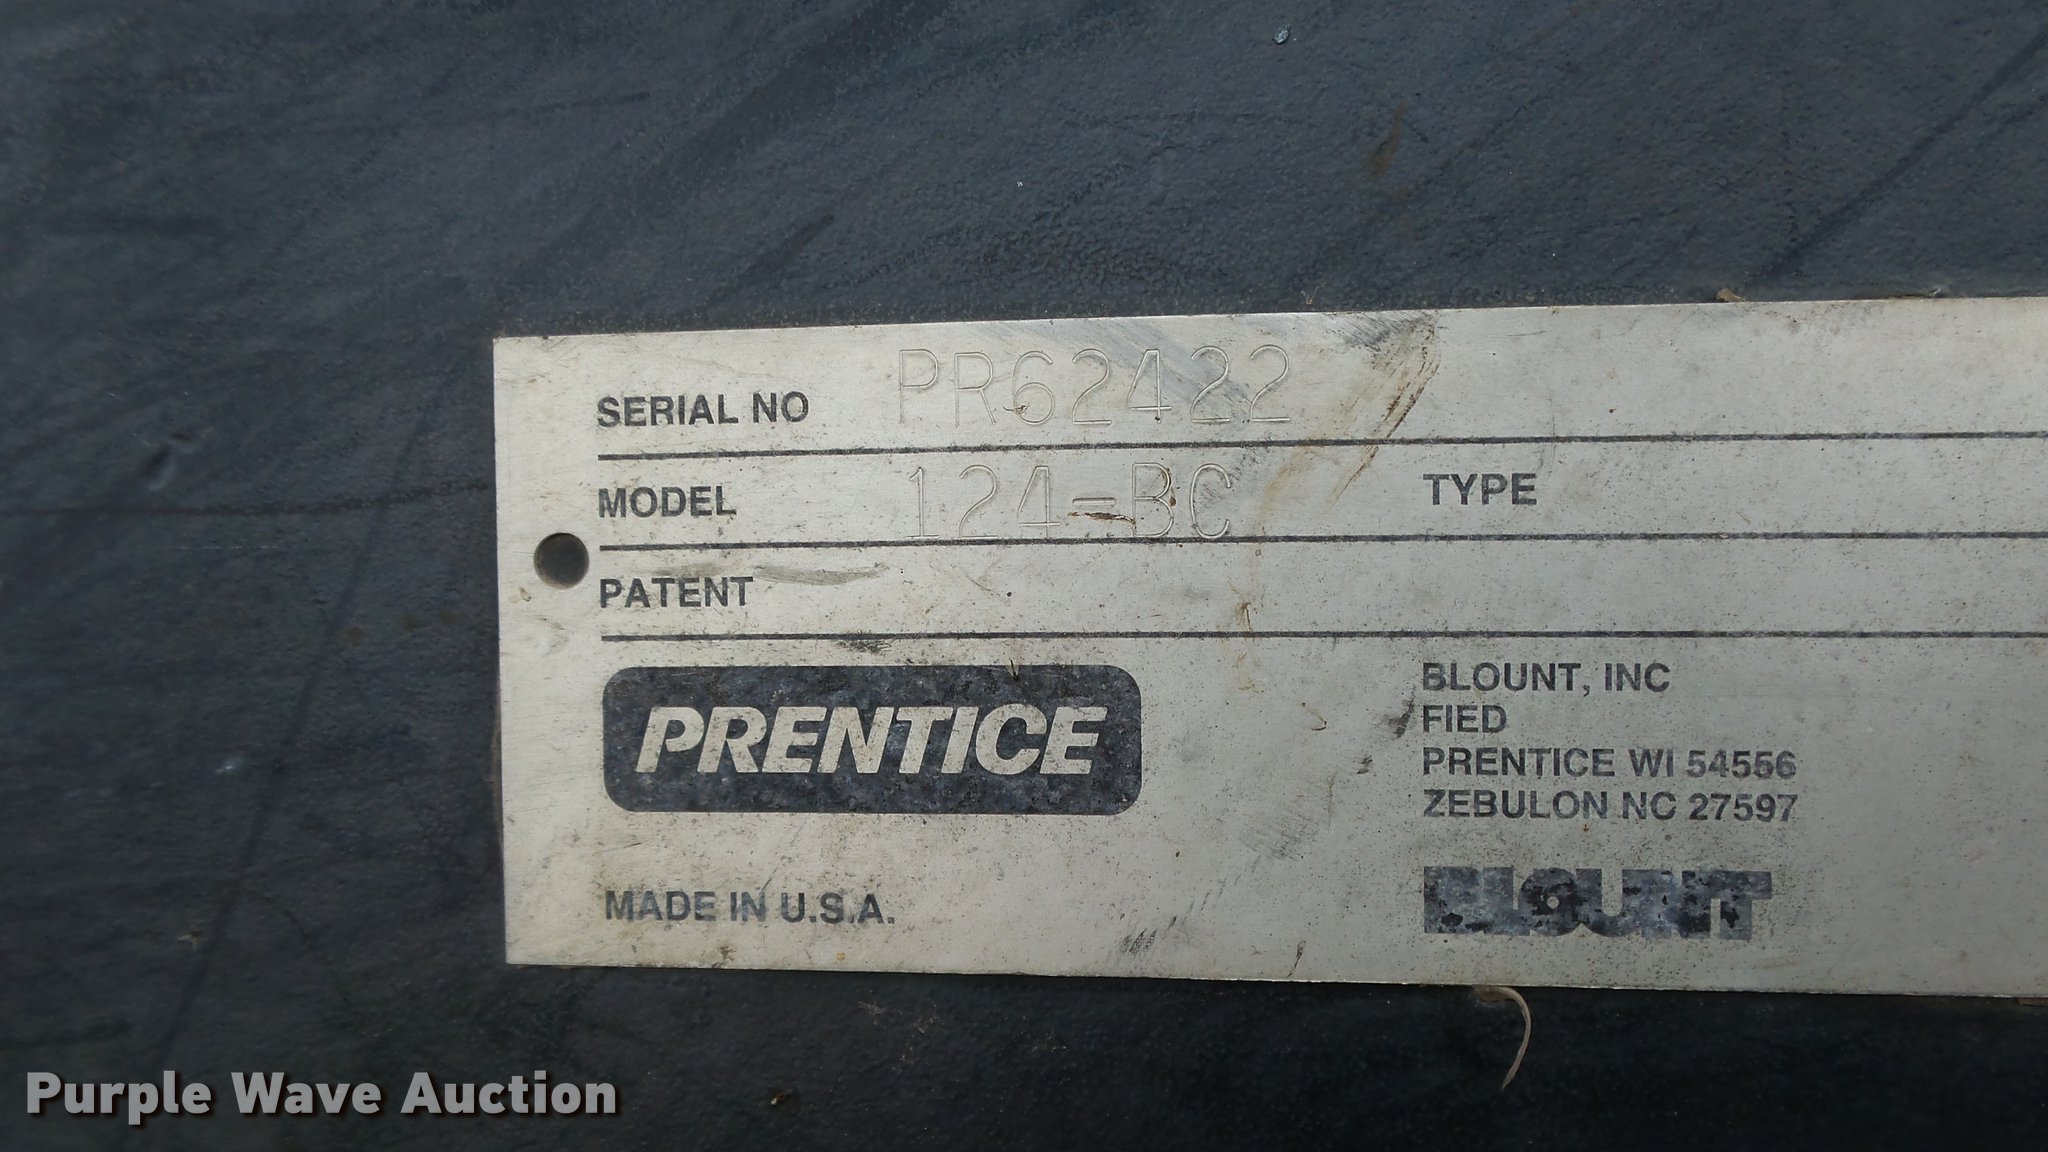 SERIAL NO PR62422
MODEL 124-BC TYPE
PATENT
PRENTICE
BLOUNT, INC
FIED
PRENTICE WI 54556
ZEBULON NC 27597
MADE IN U.S.A.
BLOUNT
Purple Wave Auction